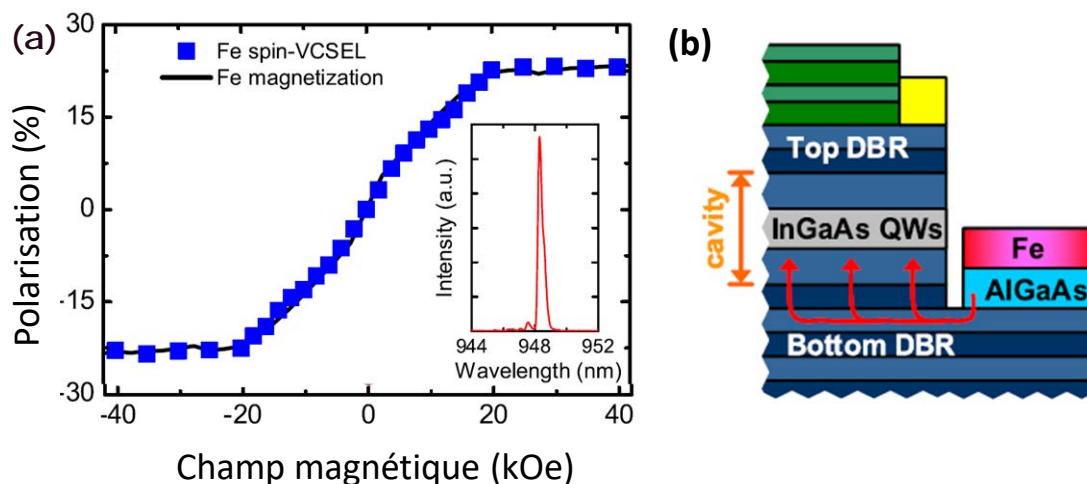 (a)
Polarisation (%)
30
15
0
-15
-30
Fe spin-VCSEL
Fe magnetization
Intensity (a.u.)
944 948 952
Wavelength (nm)
-40 -20 0 20 40
Champ magnétique (kOe)
(b)
Top DBR
cavity
InGaAs QWs
Fe
AlGaAs
Bottom DBR